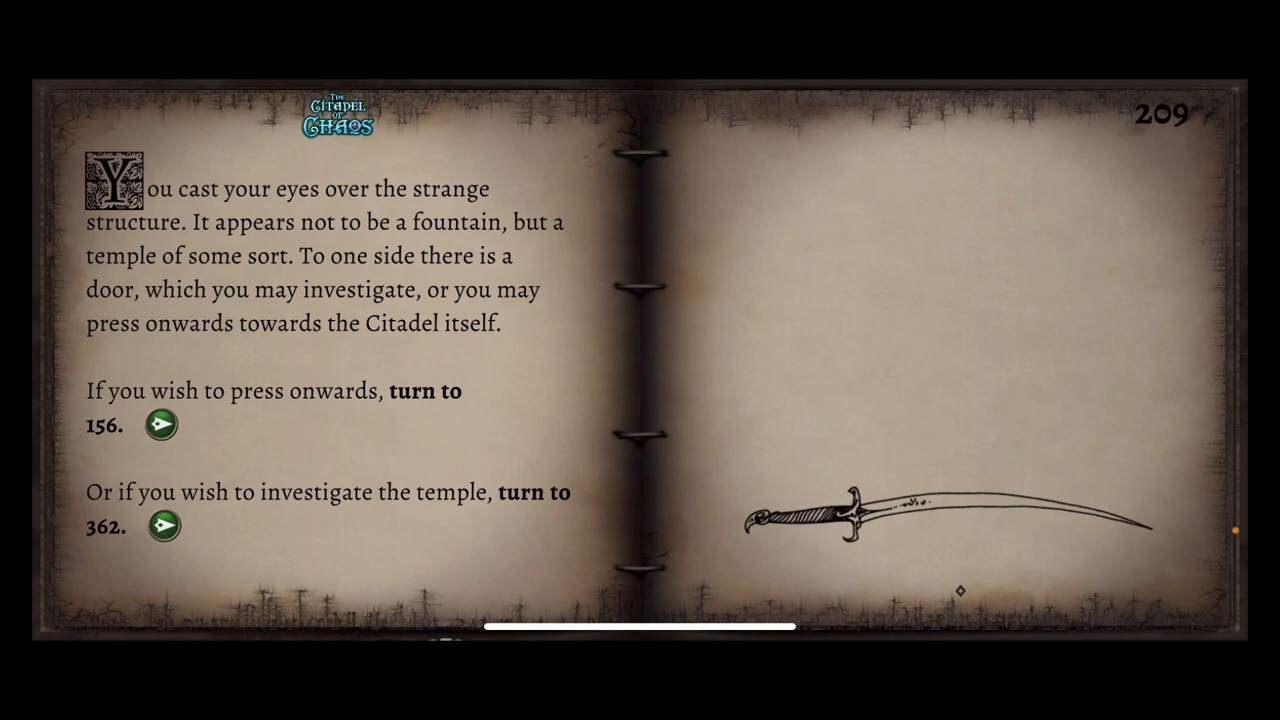 THE
CITADEL
OF
CHAOS
209
You cast your eyes over the strange
structure. It appears not to be a fountain, but a
temple of some sort. To one side there is a
door, which you may investigate, or you may
press onwards towards the Citadel itself.
If you wish to press onwards, turn to
156.
Or if you wish to investigate the temple, turn to
362.